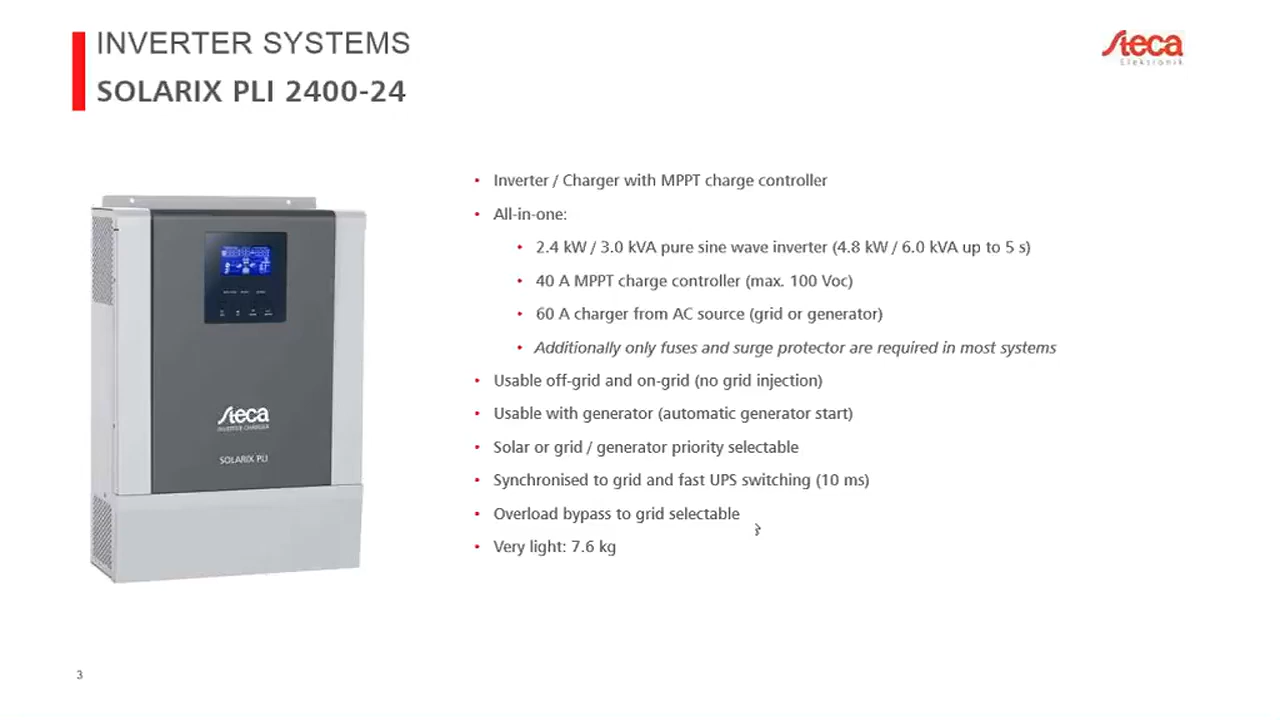 INVERTER SYSTEMS
SOLARIX PLI 2400-24
Steca
Elektronik
• Inverter / Charger with MPPT charge controller
• All-in-one:
• 2.4 kW / 3.0 kVA pure sine wave inverter (4.8 kW / 6.0 kVA up to 5 s)
• 40 A MPPT charge controller (max. 100 Voc)
• 60 A charger from AC source (grid or generator)
• Additionally only fuses and surge protector are required in most systems
• Usable off-grid and on-grid (no grid injection)
• Usable with generator (automatic generator start)
• Solar or grid / generator priority selectable
• Synchronised to grid and fast UPS switching (10 ms)
• Overload bypass to grid selectable
• Very light: 7.6 kg
Steca
INVERTER CHARGER
SOLARIX PLI
3